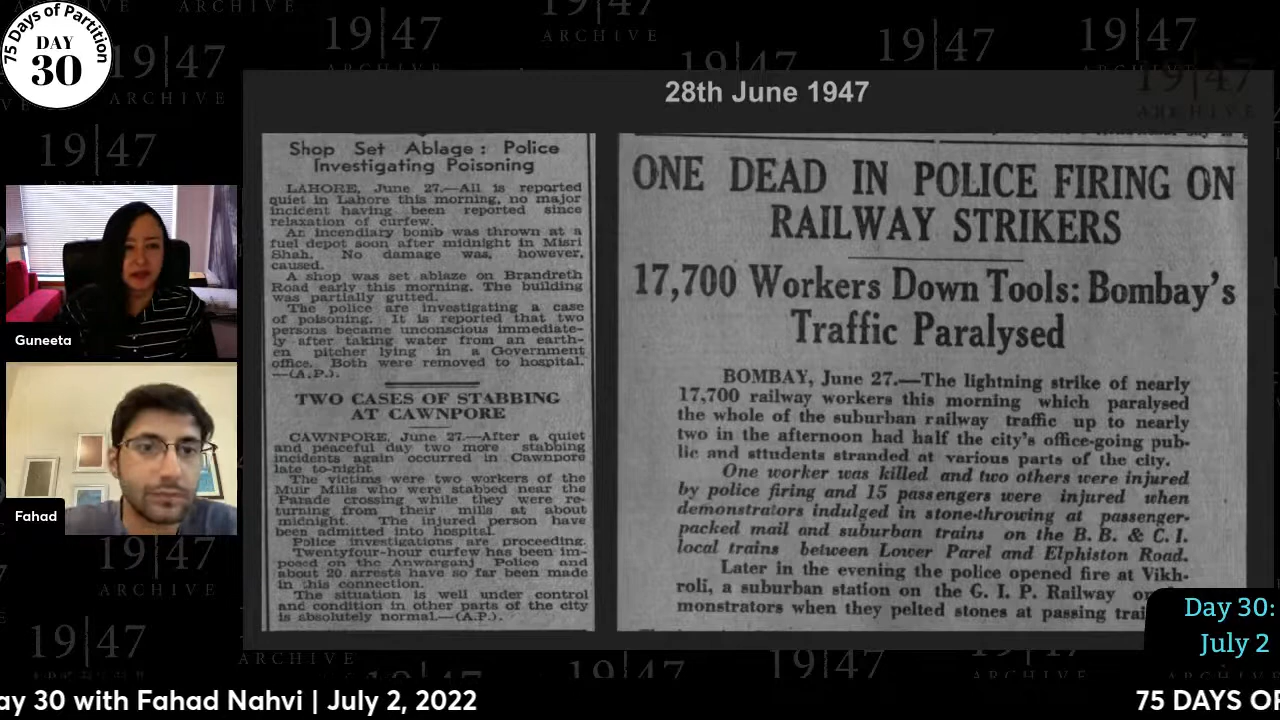 75 Days of Partition
DAY
30
19|47
ARCHIVE
28th June 1947
Shop Set Ablage : Police
Investigating Poisoning
LAHORE, June 27.—All is reported
quiet in Lahore this morning, no major
incident having been reported since
relaxation of curfew.
An incendiary bomb was thrown at a
fuel depot soon after midnight in Misri
Shah. No damage was, however,
caused.
A shop was set ablaze on Brandreth
Road early this morning. The building
was partially gutted.
The police are investigating a case
of poisoning. It is reported that two
persons became unconscious immediate-
ly after taking water from an earth-
en pitcher lying in a Government
office. Both were removed to hospital.
—(A.P.).
TWO CASES OF STABBING
AT CAWNPORE
CAWNPORE, June 27.—After a quiet
and peaceful day two more stabbing
incidents again occurred in Cawnpore
late to-night
The victims were two workers of the
Muir Mills who were stabbed near the
Parade crossing while they were re-
turning from their mills at about
midnight. The injured person have
been admitted into hospital.
Police investigations are proceeding.
Twentyfour-hour curfew has been im-
posed on the Anwarganj Police and
about 20 arrests have so far been made
in this connection.
The situation is well under control
and condition in other parts of the city
is absolutely normal.—(A.P.).
ONE DEAD IN POLICE FIRING ON
RAILWAY STRIKERS
17,700 Workers Down Tools: Bombay's
Traffic Paralysed
BOMBAY, June 27.—The lightning strike of nearly
17,700 railway workers this morning which paralysed
the whole of the suburban railway traffic up to nearly
two in the afternoon had half the city's office-going pub-
lic and sttudents stranded at various parts of the city.
One worker was killed and two others were injured
by police firing and 15 passengers were injured when
demonstrators indulged in stone-throwing at passenger-
packed mail and suburban trains on the B. B. & C. I.
local trains between Lower Parel and Elphiston Road.
Later in the evening the police opened fire at Vikh-
roli, a suburban station on the G. I. P. Railway on
monstrators when they pelted stones at passing trai
Guneeta
Fahad
Day 30:
July 2
ay 30 with Fahad Nahvi | July 2, 2022
75 DAYS OF